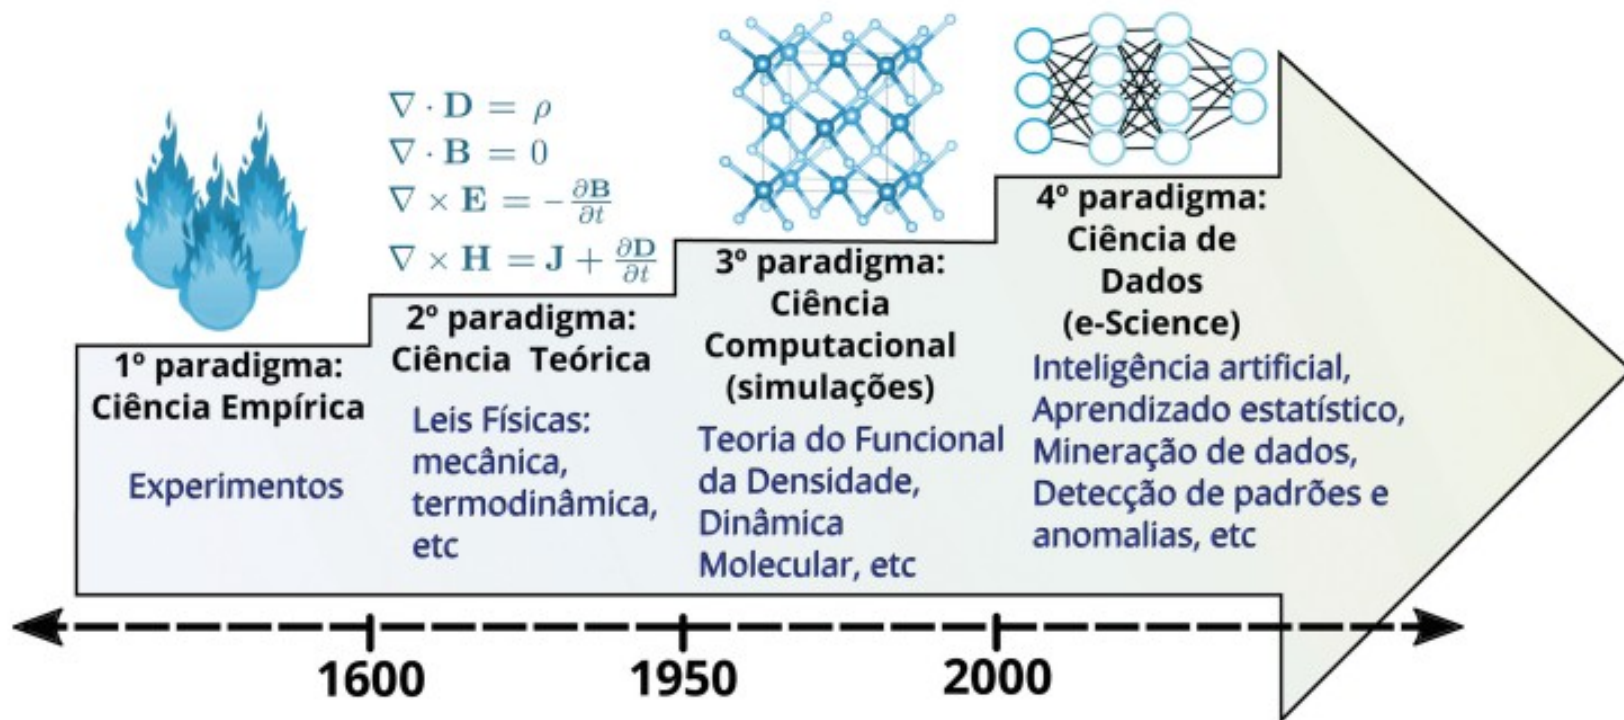 ∇ · D = ρ
∇ · B = 0
∇ × E = −∂B/∂t
∇ × H = J + ∂D/∂t
1º paradigma:
Ciência Empírica
Experimentos
2º paradigma:
Ciência Teórica
Leis Físicas:
mecânica,
termodinâmica,
etc
3º paradigma:
Ciência
Computacional
(simulações)
Teoria do Funcional
da Densidade,
Dinâmica
Molecular, etc
4º paradigma:
Ciência de
Dados
(e-Science)
Inteligência artificial,
Aprendizado estatístico,
Mineração de dados,
Detecção de padrões e
anomalias, etc
1600
1950
2000